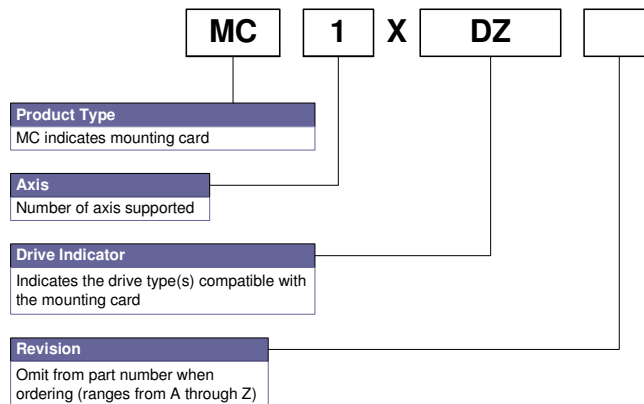 MC 1 X DZ
Product Type
MC indicates mounting card
Axis
Number of axis supported
Drive Indicator
Indicates the drive type(s) compatible with
the mounting card
Revision
Omit from part number when
ordering (ranges from A through Z)